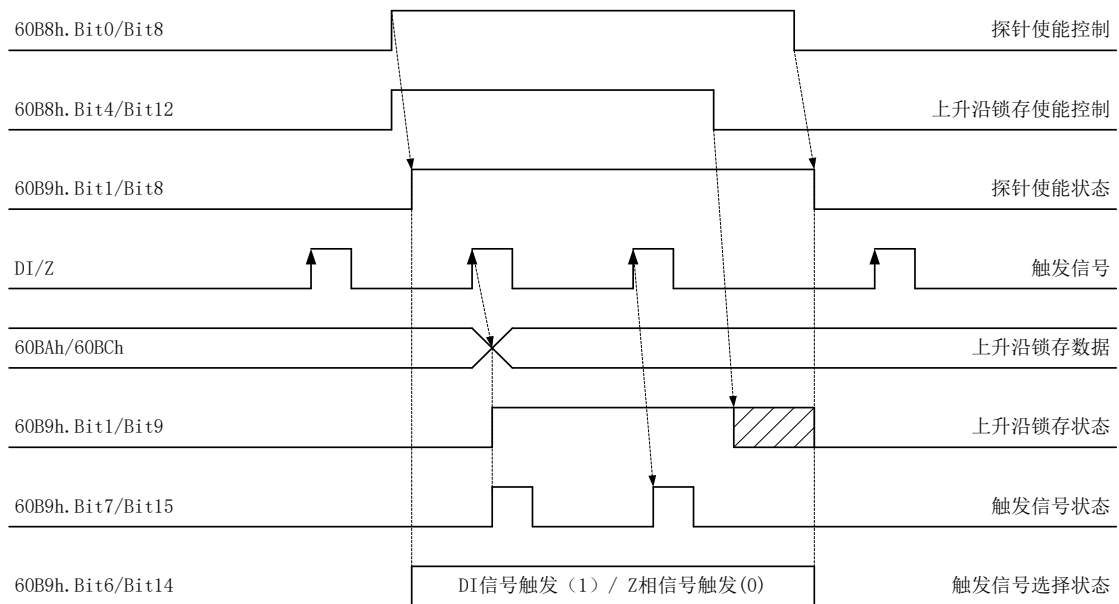 60B8h.Bit0/Bit8 探针使能控制
60B8h.Bit4/Bit12 上升沿锁存使能控制
60B9h.Bit1/Bit8 探针使能状态
DI/Z 触发信号
60BAh/60BCh 上升沿锁存数据
60B9h.Bit1/Bit9 上升沿锁存状态
60B9h.Bit7/Bit15 触发信号状态
60B9h.Bit6/Bit14 DI信号触发（1）/ Z相信号触发(0) 触发信号选择状态